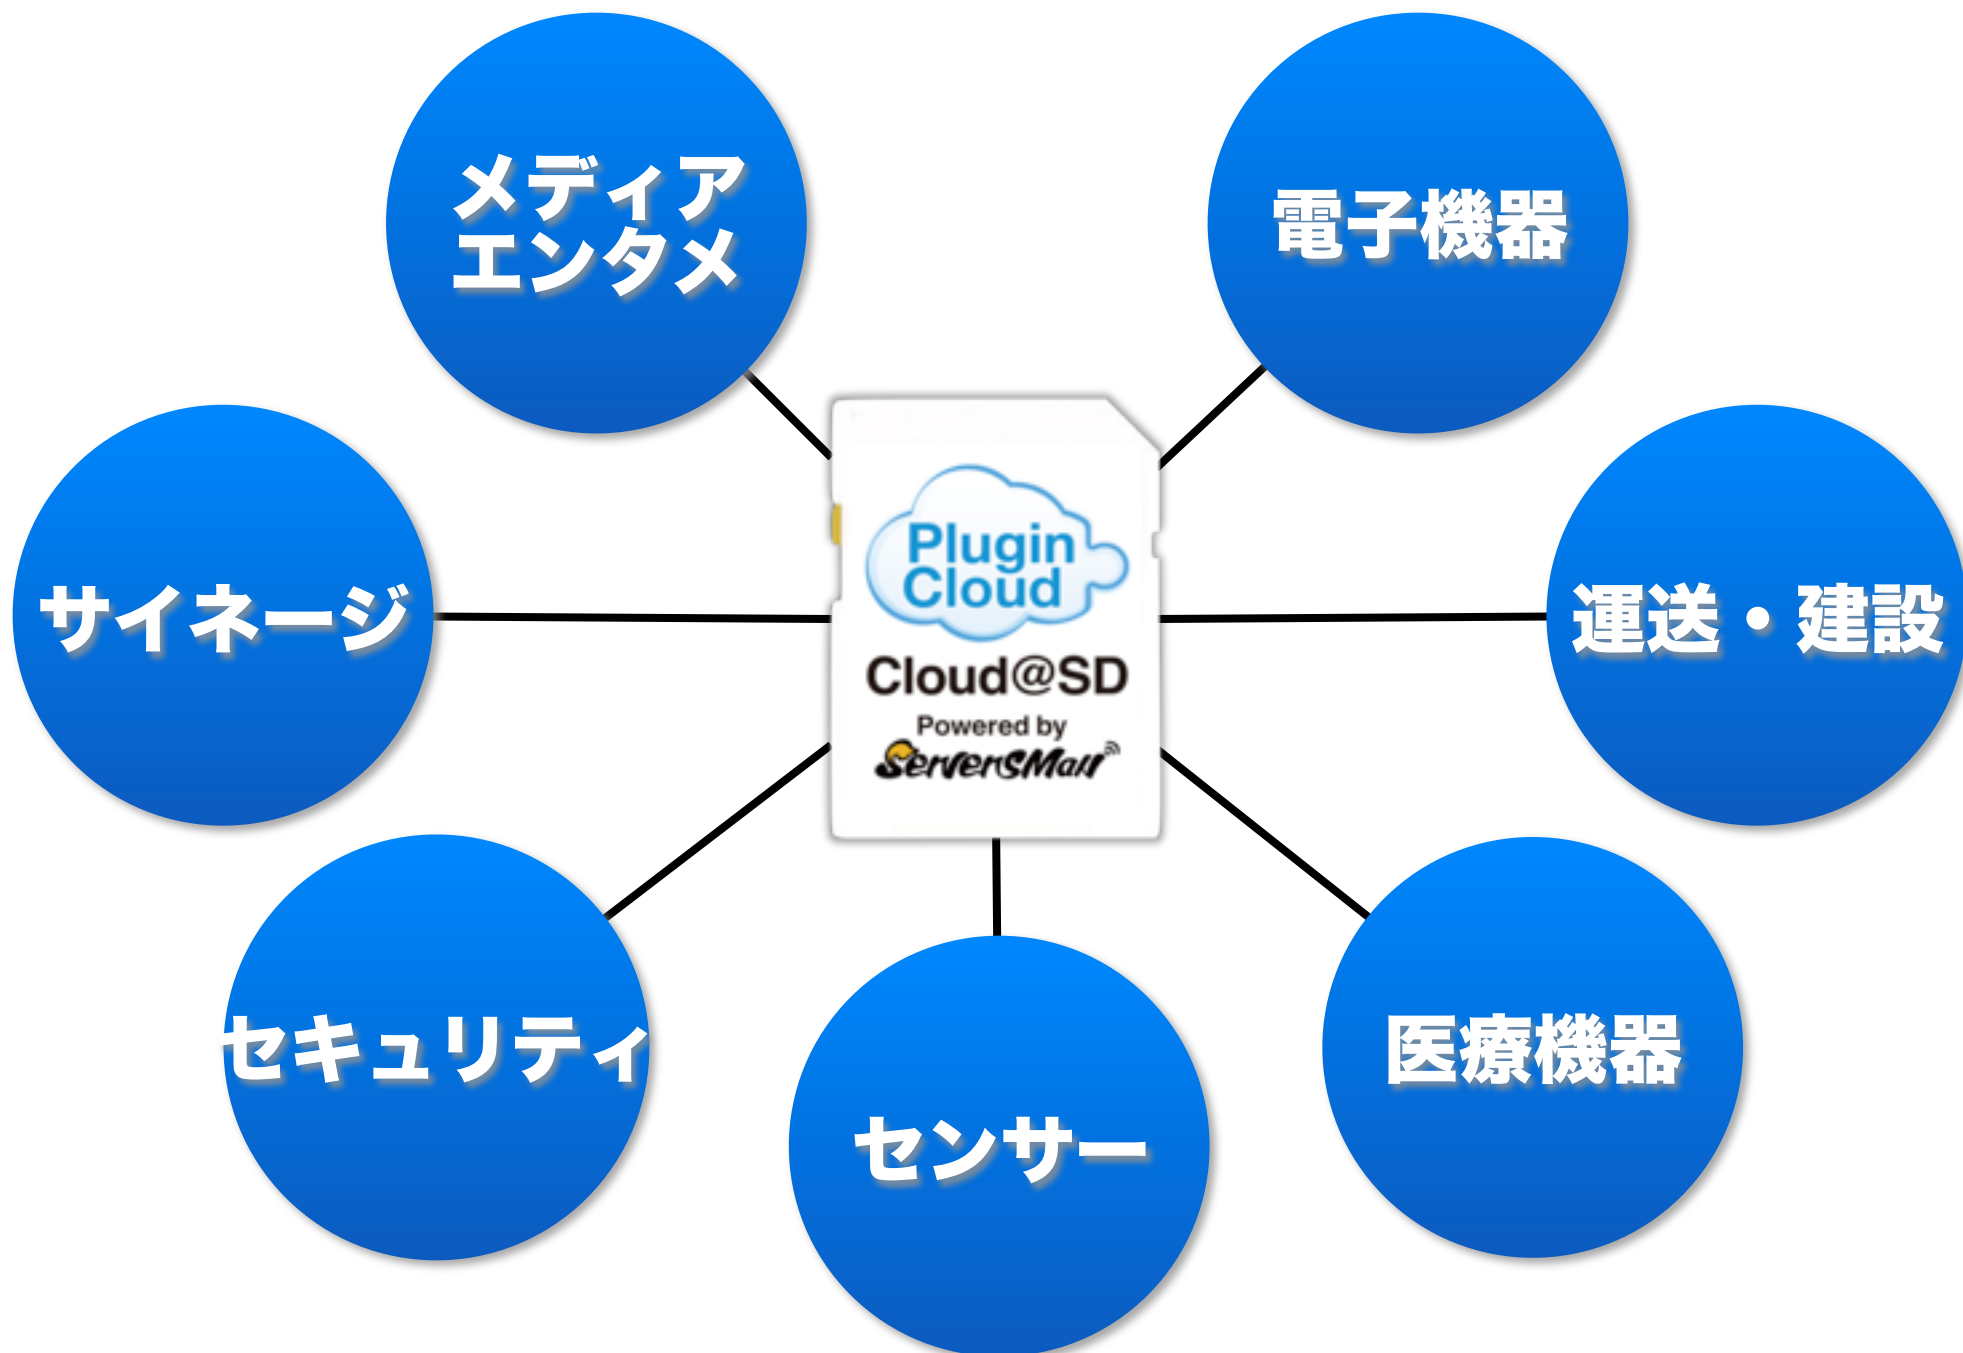 メディア
エンタメ
電子機器
サイネージ
Plugin
Cloud
Cloud@SD
Powered by
ServersMan
運送・建設
セキュリティ
センサー
医療機器